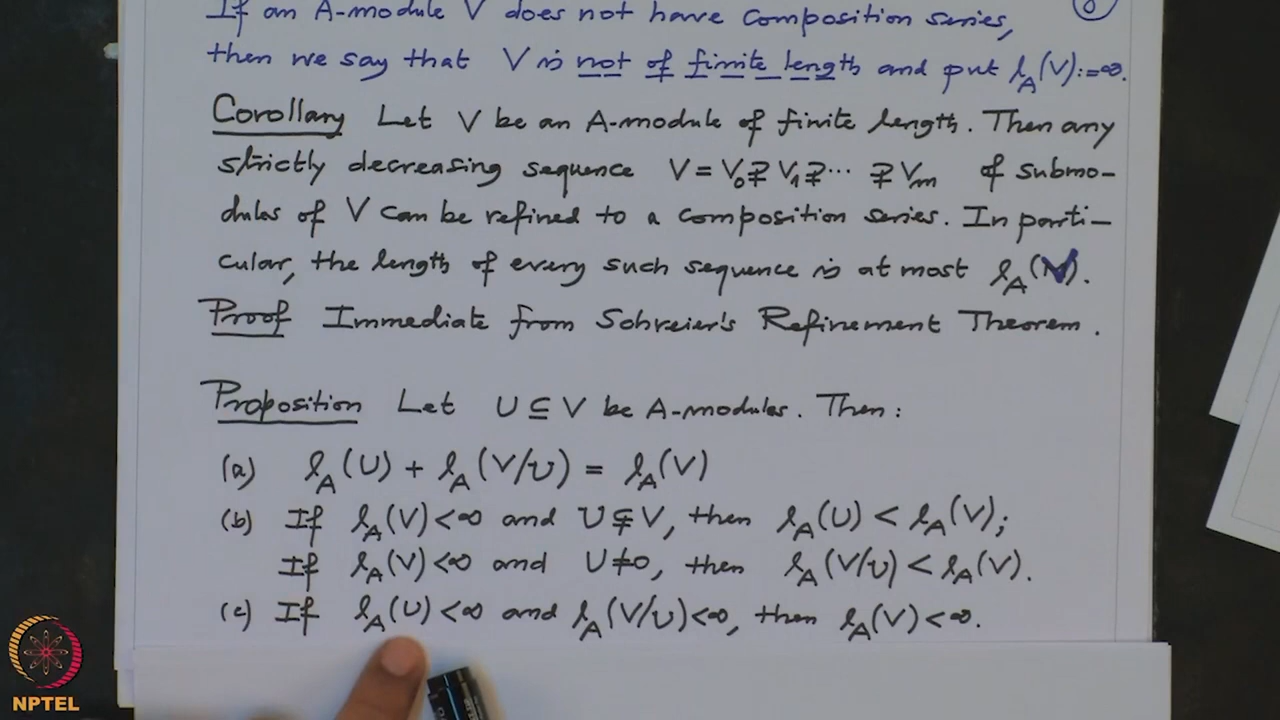 If an A-module V does not have composition series,
then we say that V is not of finite length and put ℓ_A(V):=∞.
Corollary Let V be an A-module of finite length. Then any
strictly decreasing sequence V = V₀ ⊋ V₁ ⊋ ··· ⊋ Vₘ of submo-
dules of V can be refined to a composition series. In parti-
cular, the length of every such sequence is at most ℓ_A(V).
Proof Immediate from Schreier's Refinement Theorem.
Proposition Let U ⊆ V be A-modules. Then:
(a) ℓ_A(U) + ℓ_A(V/U) = ℓ_A(V)
(b) If ℓ_A(V) < ∞ and U ⊊ V, then ℓ_A(U) < ℓ_A(V);
If ℓ_A(V) < ∞ and U ≠ 0, then ℓ_A(V/U) < ℓ_A(V).
(c) If ℓ_A(U) < ∞ and ℓ_A(V/U) < ∞, then ℓ_A(V) < ∞.
NPTEL